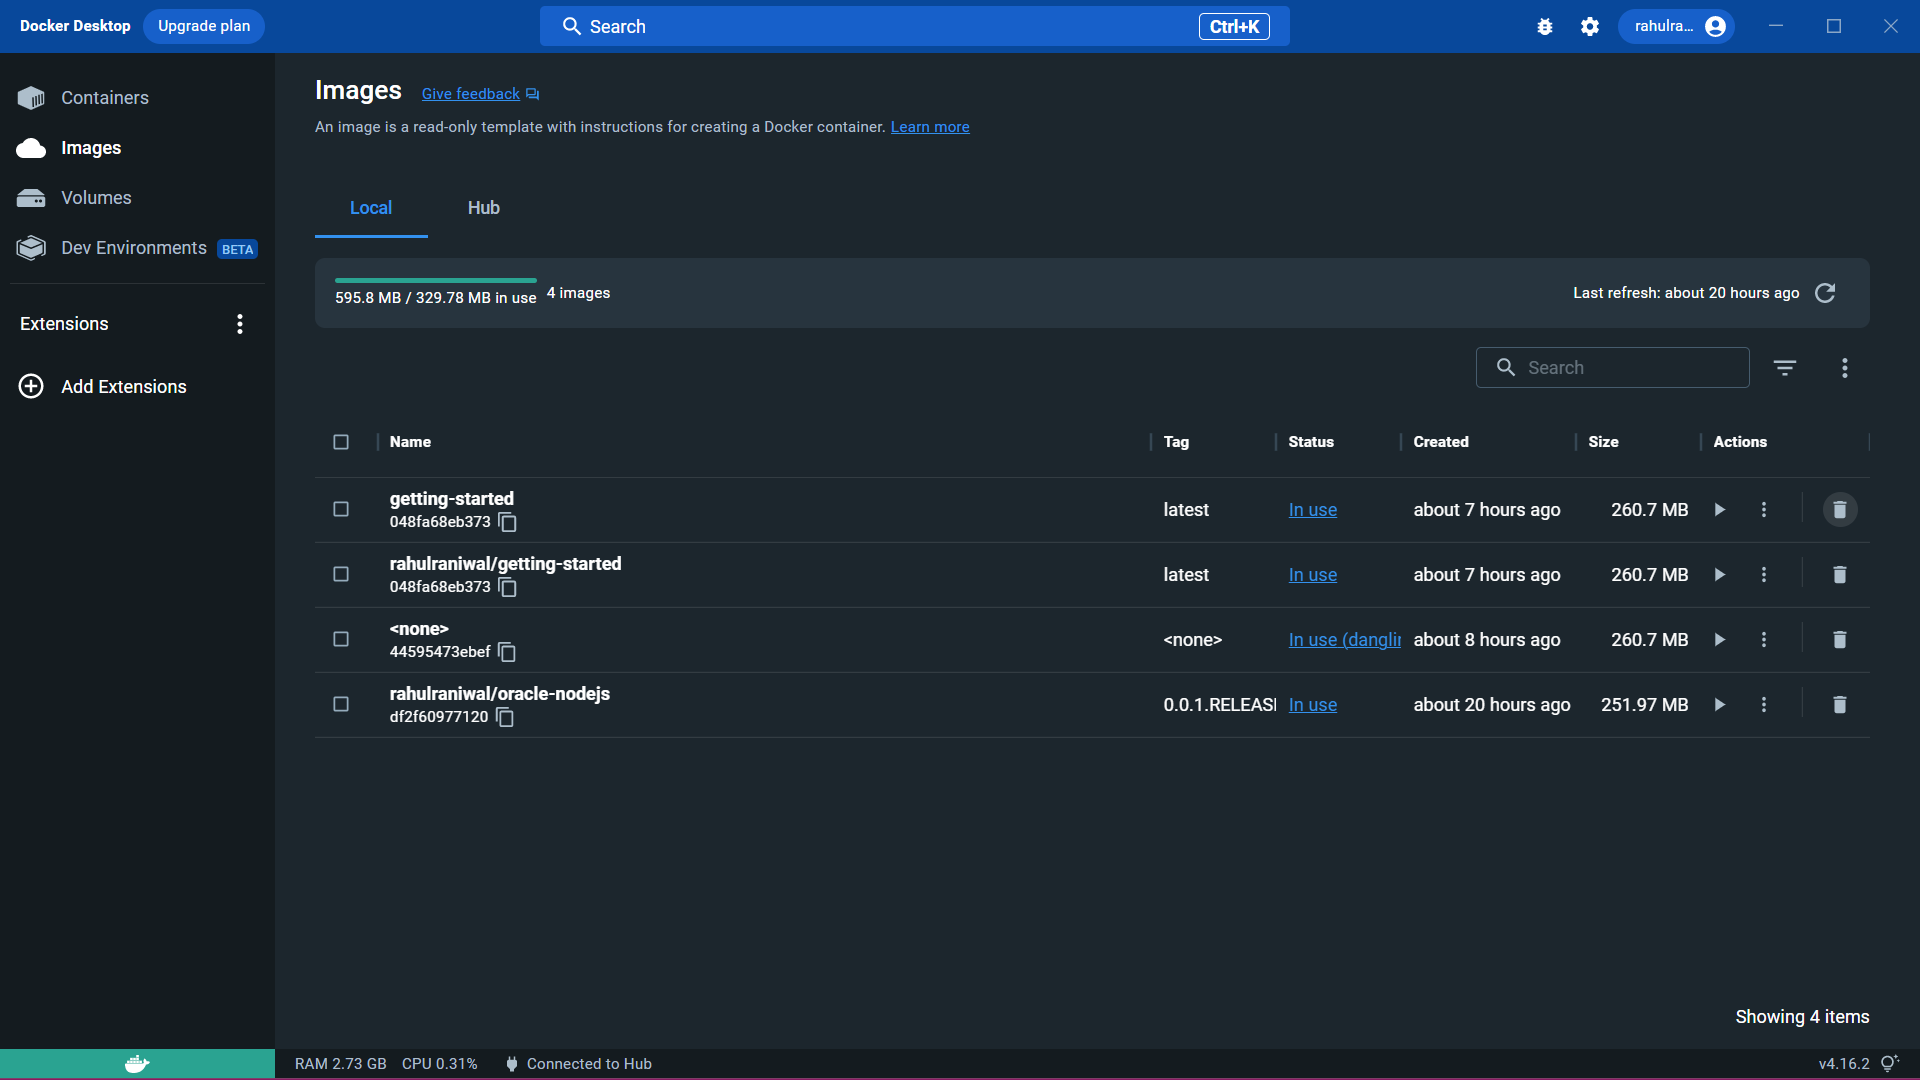 Docker Desktop Upgrade plan Search Ctrl+K rahulra...
Containers
Images
Volumes
Dev Environments BETA
Extensions
Add Extensions
Images Give feedback
An image is a read-only template with instructions for creating a Docker container. Learn more
Local Hub
595.8 MB / 329.78 MB in use 4 images Last refresh: about 20 hours ago
Search
Name Tag Status Created Size Actions
getting-started
048fa68eb373 latest In use about 7 hours ago 260.7 MB
rahulraniwal/getting-started
048fa68eb373 latest In use about 7 hours ago 260.7 MB
<none>
44595473ebef <none> In use (danglin about 8 hours ago 260.7 MB
rahulraniwal/oracle-nodejs
df2f60977120 0.0.1.RELEASE In use about 20 hours ago 251.97 MB
Showing 4 items
RAM 2.73 GB CPU 0.31% Connected to Hub v4.16.2